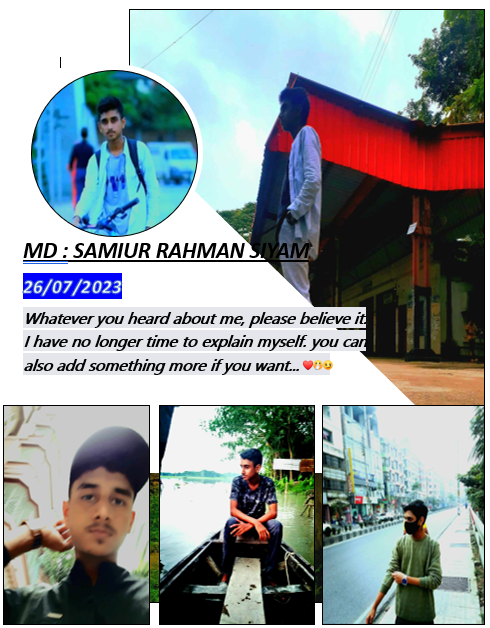 MD : SAMIUR RAHMAN SIYAM
26/07/2023
Whatever you heard about me, please believe it.
I have no longer time to explain myself. you can
also add something more if you want...❤️😁😉